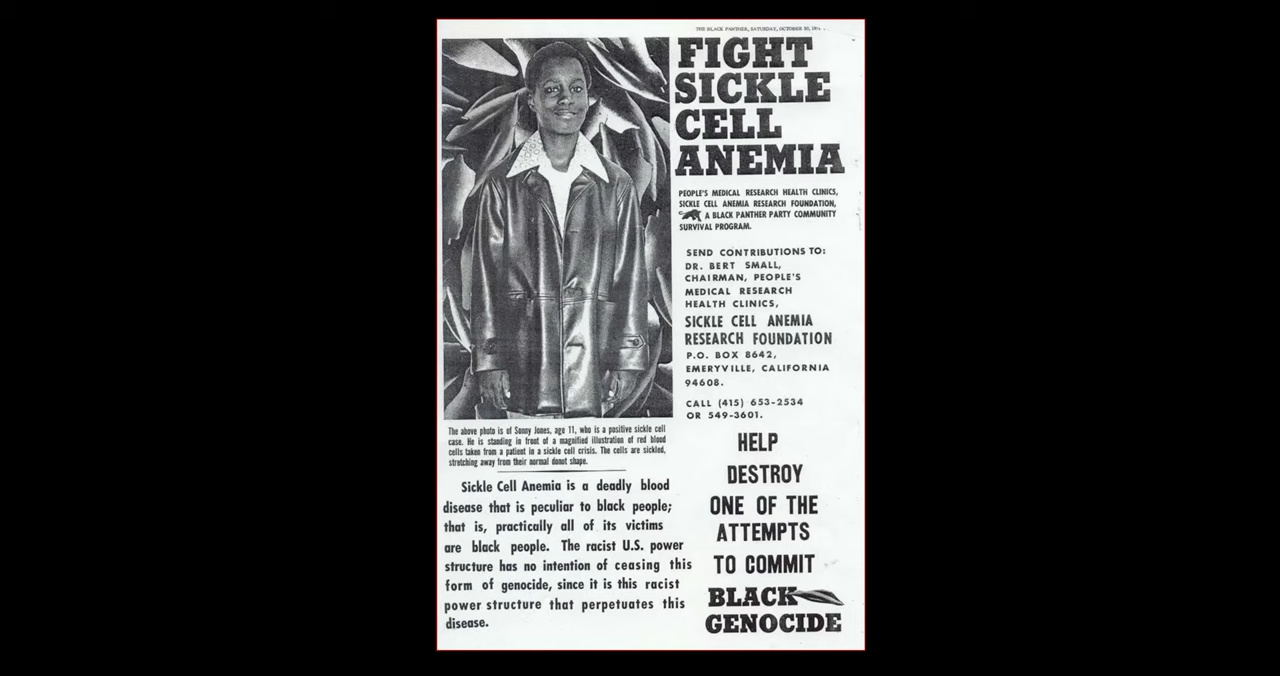 THE BLACK PANTHER, SATURDAY, OCTOBER 30,
FIGHT
SICKLE
CELL
ANEMIA
PEOPLE'S MEDICAL RESEARCH HEALTH CLINICS,
SICKLE CELL ANEMIA RESEARCH FOUNDATION,
A BLACK PANTHER PARTY COMMUNITY
SURVIVAL PROGRAM.
SEND CONTRIBUTIONS TO:
DR. BERT SMALL,
CHAIRMAN, PEOPLE'S
MEDICAL RESEARCH
HEALTH CLINICS,
SICKLE CELL ANEMIA
RESEARCH FOUNDATION
P.O. BOX 8642,
EMERYVILLE, CALIFORNIA
94608.
CALL (415) 653-2534
OR 549-3601.
The above photo is of Sonny Jones, age 11, who is a positive sickle cell
case. He is standing in front of a magnified illustration of red blood
cells taken from a patient in a sickle cell crisis. The cells are sickled,
stretching away from their normal donot shape.
Sickle Cell Anemia is a deadly blood
disease that is peculiar to black people;
that is, practically all of its victims
are black people. The racist U.S. power
structure has no intention of ceasing this
form of genocide, since it is this racist
power structure that perpetuates this
disease.
HELP
DESTROY
ONE OF THE
ATTEMPTS
TO COMMIT
BLACK
GENOCIDE